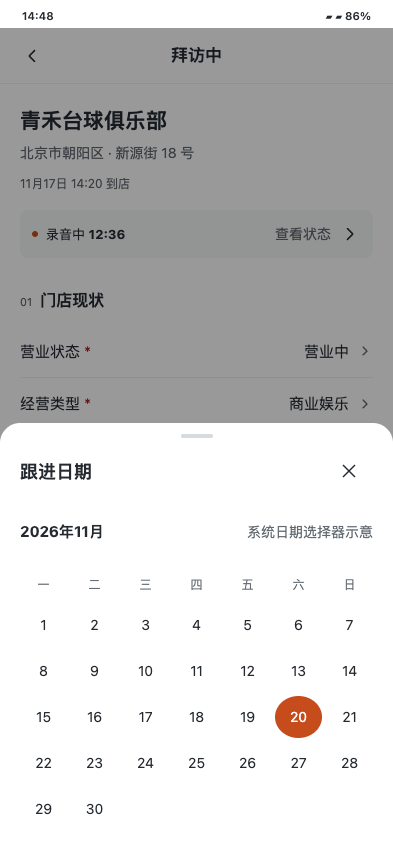 14:48 86%
拜访中
青禾台球俱乐部
北京市朝阳区 · 新源街 18 号
11月17日 14:20 到店
录音中 12:36 查看状态
01 门店现状
营业状态 * 营业中
经营类型 * 商业娱乐
跟进日期
2026年11月 系统日期选择器示意
一 二 三 四 五 六 日
1 2 3 4 5 6 7
8 9 10 11 12 13 14
15 16 17 18 19 20 21
22 23 24 25 26 27 28
29 30